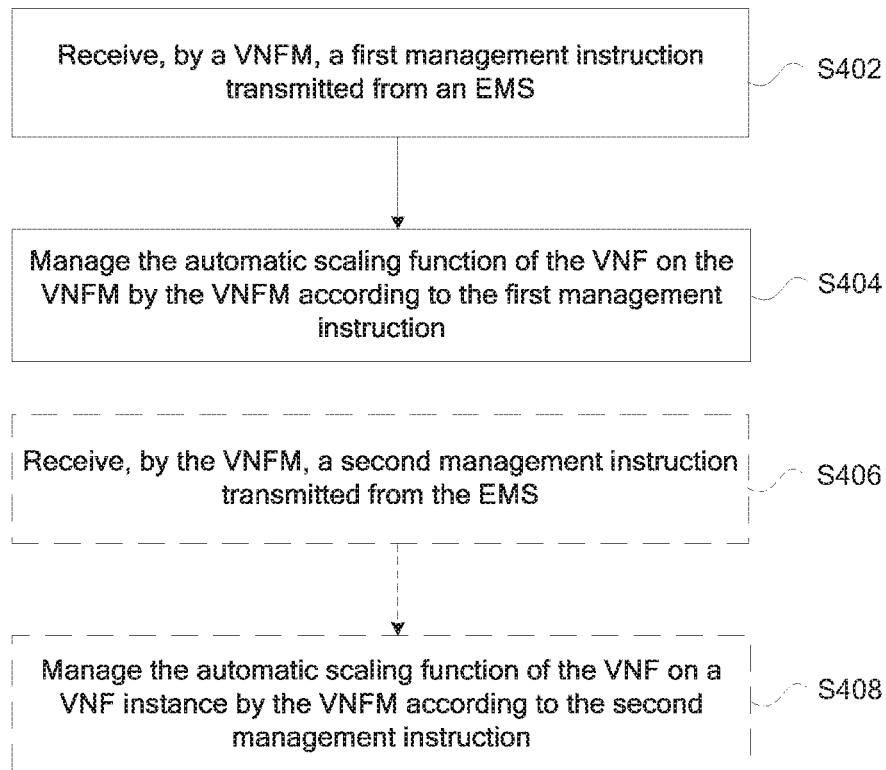 Receive, by a VNFM, a first management instruction
transmitted from an EMS
S402
Manage the automatic scaling function of the VNF on the
VNFM by the VNFM according to the first management
instruction
S404
Receive, by the VNFM, a second management instruction
transmitted from the EMS
S406
Manage the automatic scaling function of the VNF on a
VNF instance by the VNFM according to the second
management instruction
S408